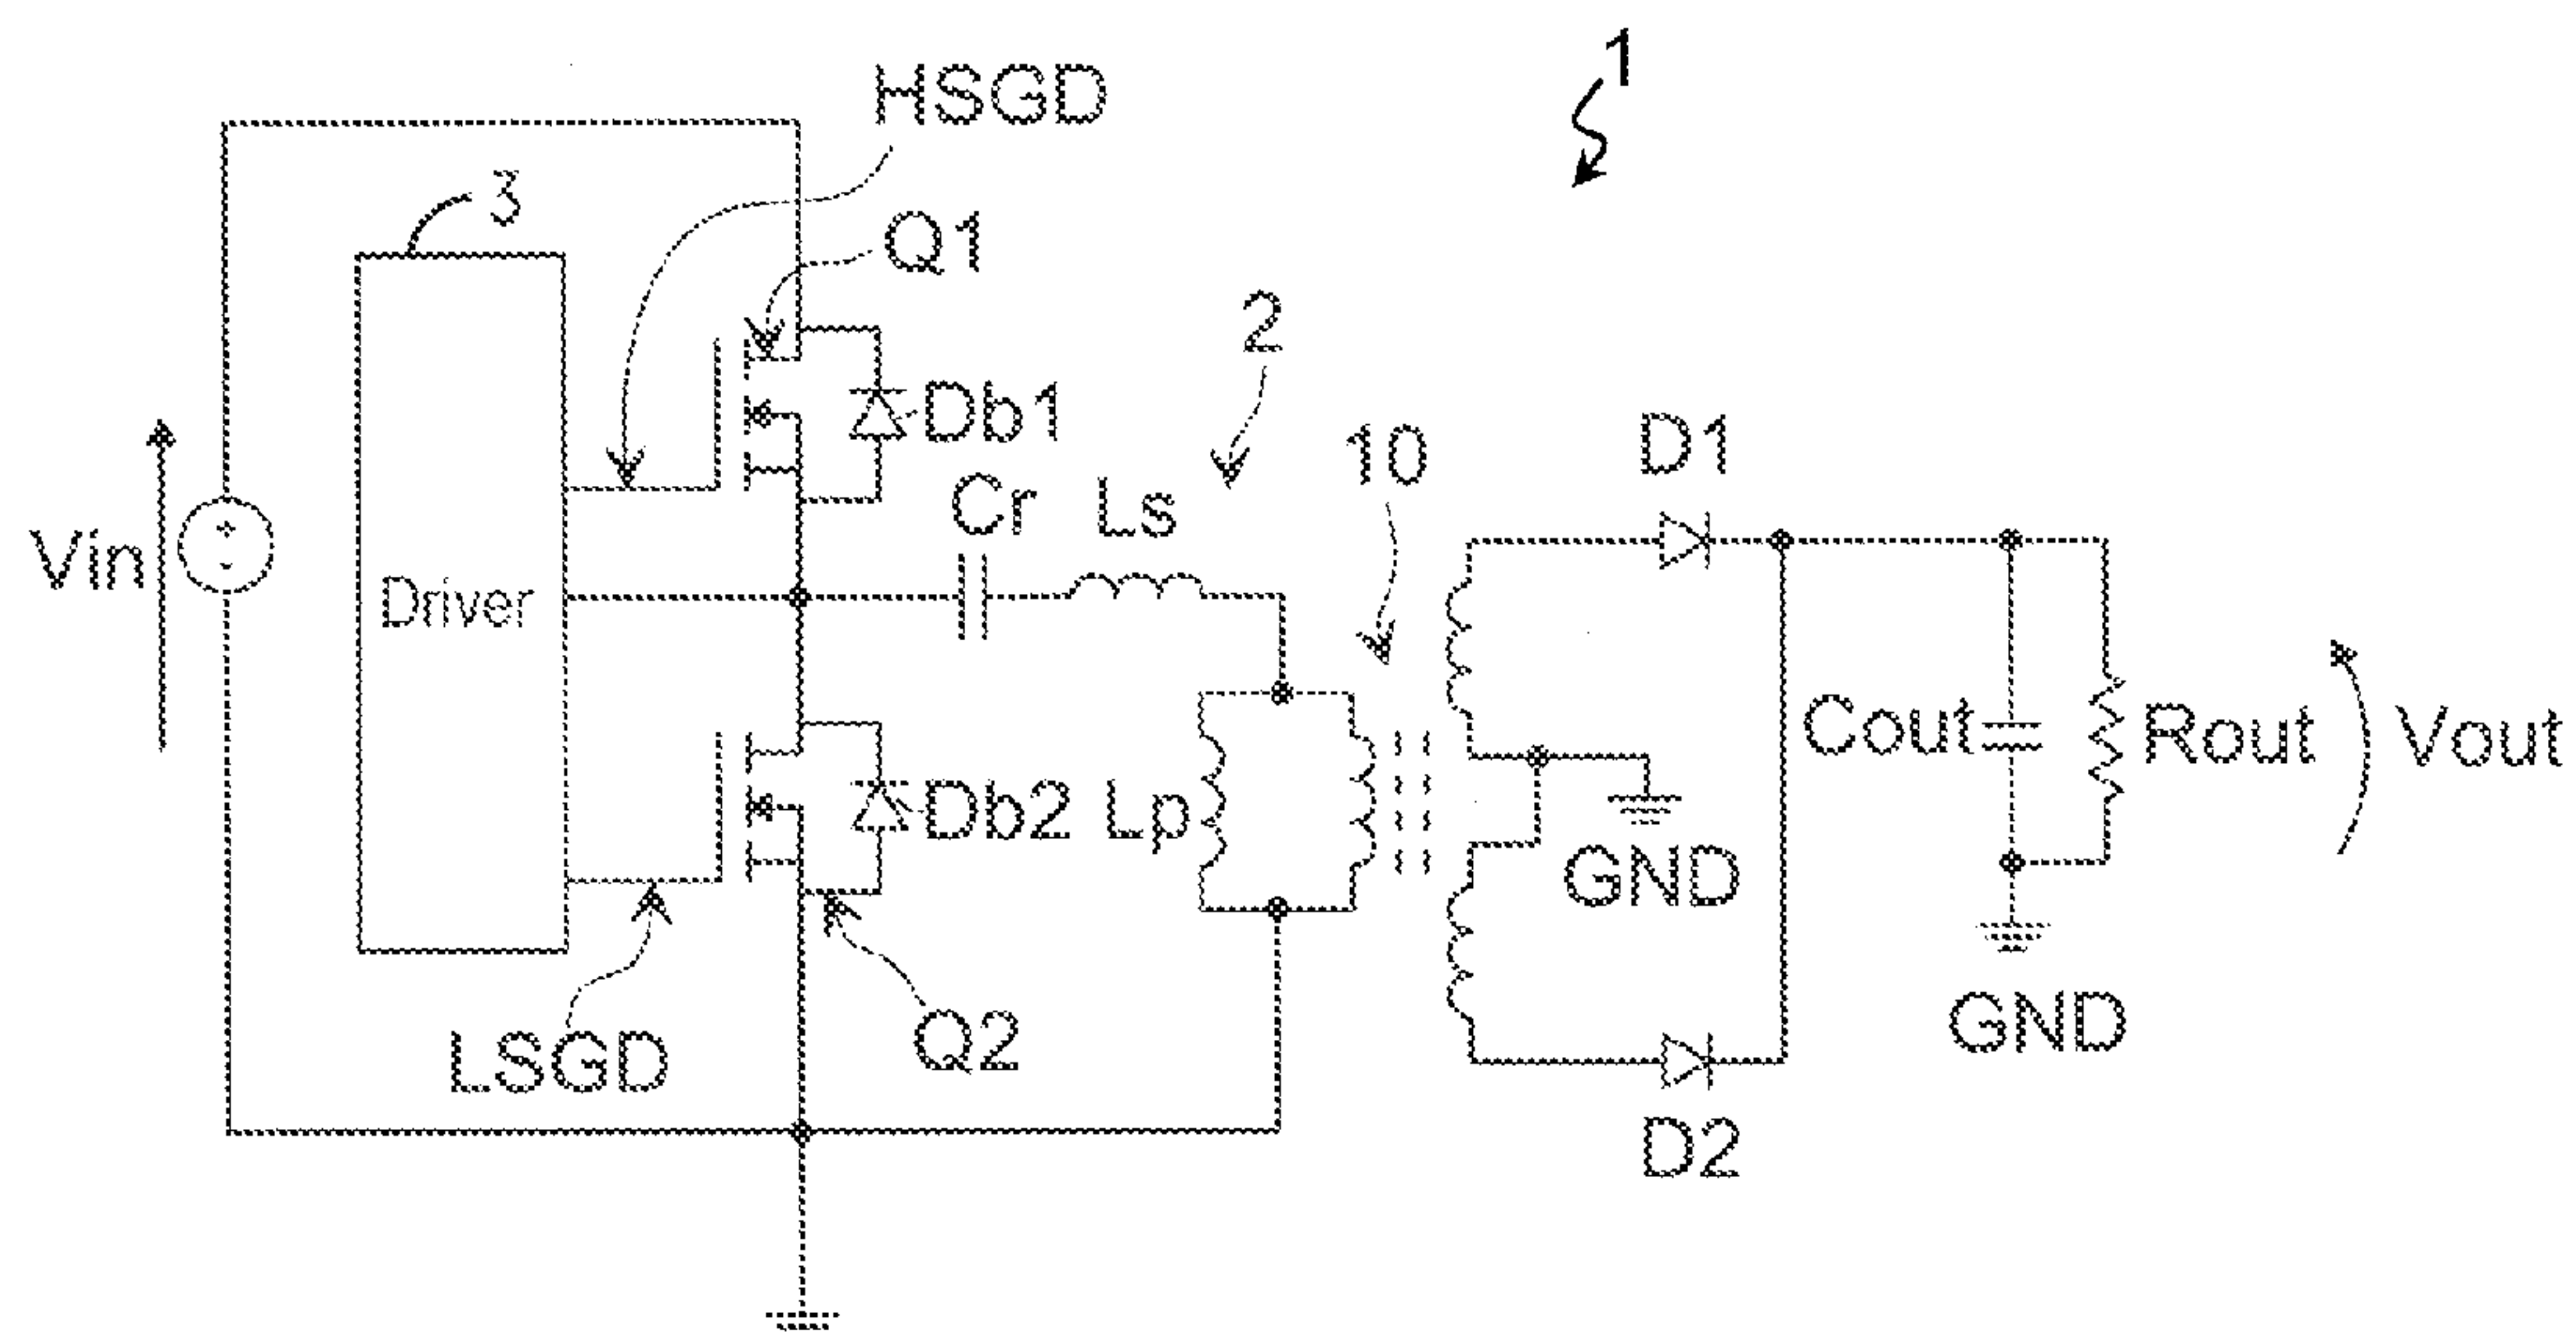 1
HSGD
3
Q1
2
Db1
D1
10
Cr
Ls
Vin
+
-
Driver
Cout
Rout
Vout
Db2
Lp
GND
GND
Q2
LSGD
D2